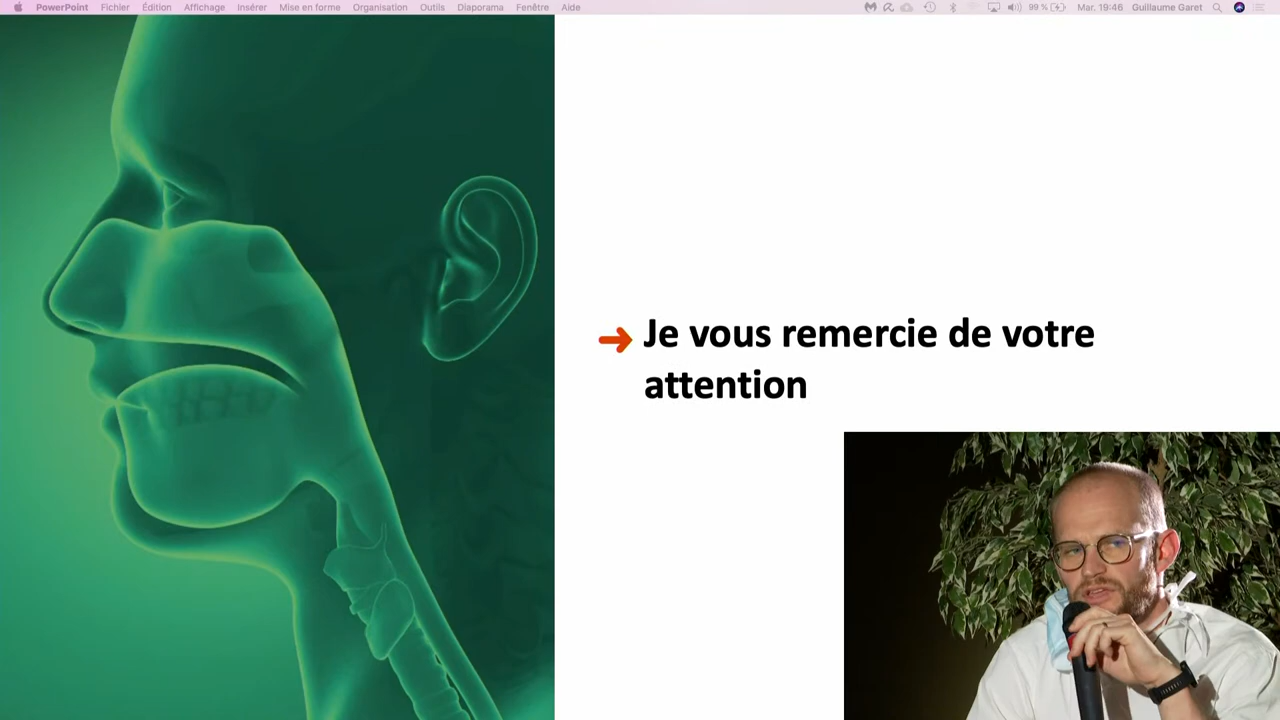 PowerPoint Fichier Édition Affichage Insérer Mise en forme Organisation Outils Diaporama Fenêtre Aide 99 % Mar. 19:46 Guillaume Garet
Je vous remercie de votre
attention